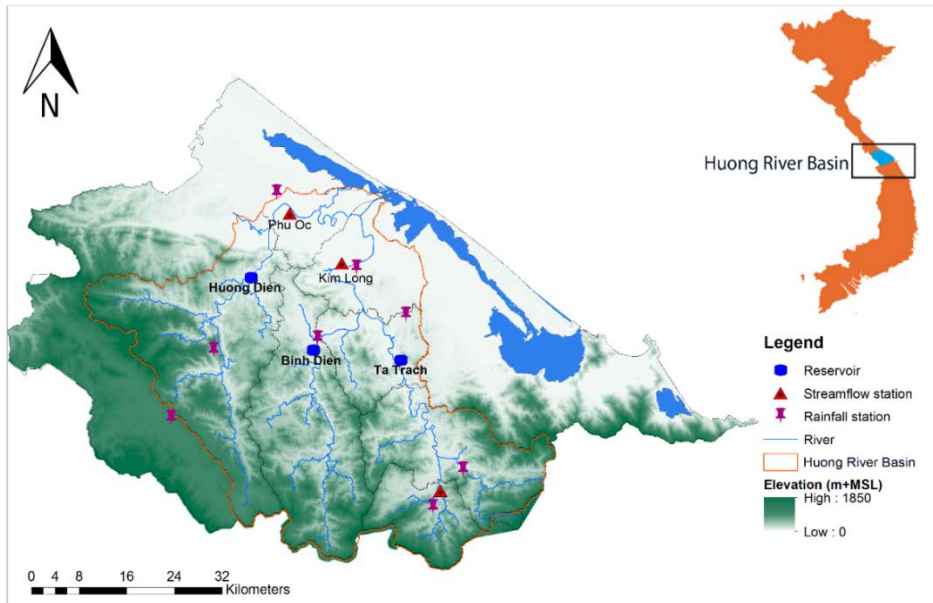 N
Huong River Basin
Phu Oc
Kim Long
Huong Dien
Binh Dien
Ta Trach
Legend
Reservoir
Streamflow station
Rainfall station
River
Huong River Basin
Elevation (m+MSL)
High : 1850
Low : 0
0 2 4 8 16 24 32
Kilometers